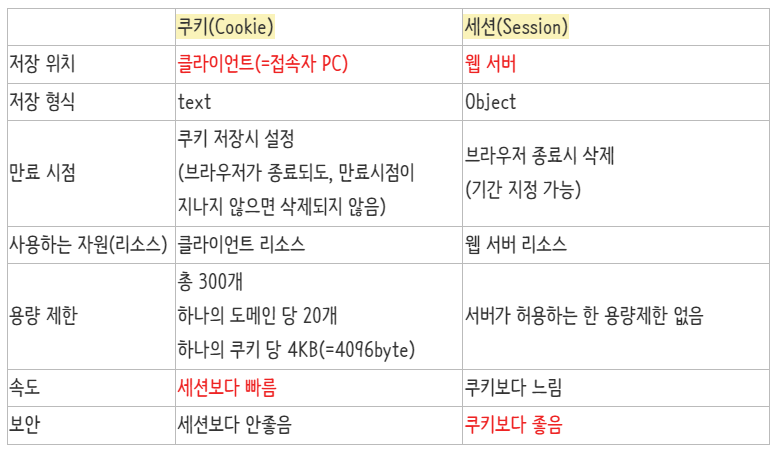 쿠키(Cookie) 세션(Session)
저장 위치 클라이언트(=접속자 PC) 웹 서버
저장 형식 text Object
만료 시점 쿠키 저장시 설정
(브라우저가 종료되도, 만료시점이
지나지 않으면 삭제되지 않음)
브라우저 종료시 삭제
(기간 지정 가능)
사용하는 자원(리소스) 클라이언트 리소스 웹 서버 리소스
용량 제한 총 300개
하나의 도메인 당 20개
하나의 쿠키 당 4KB(=4096byte)
서버가 허용하는 한 용량제한 없음
속도 세션보다 빠름 쿠키보다 느림
보안 세션보다 안좋음 쿠키보다 좋음